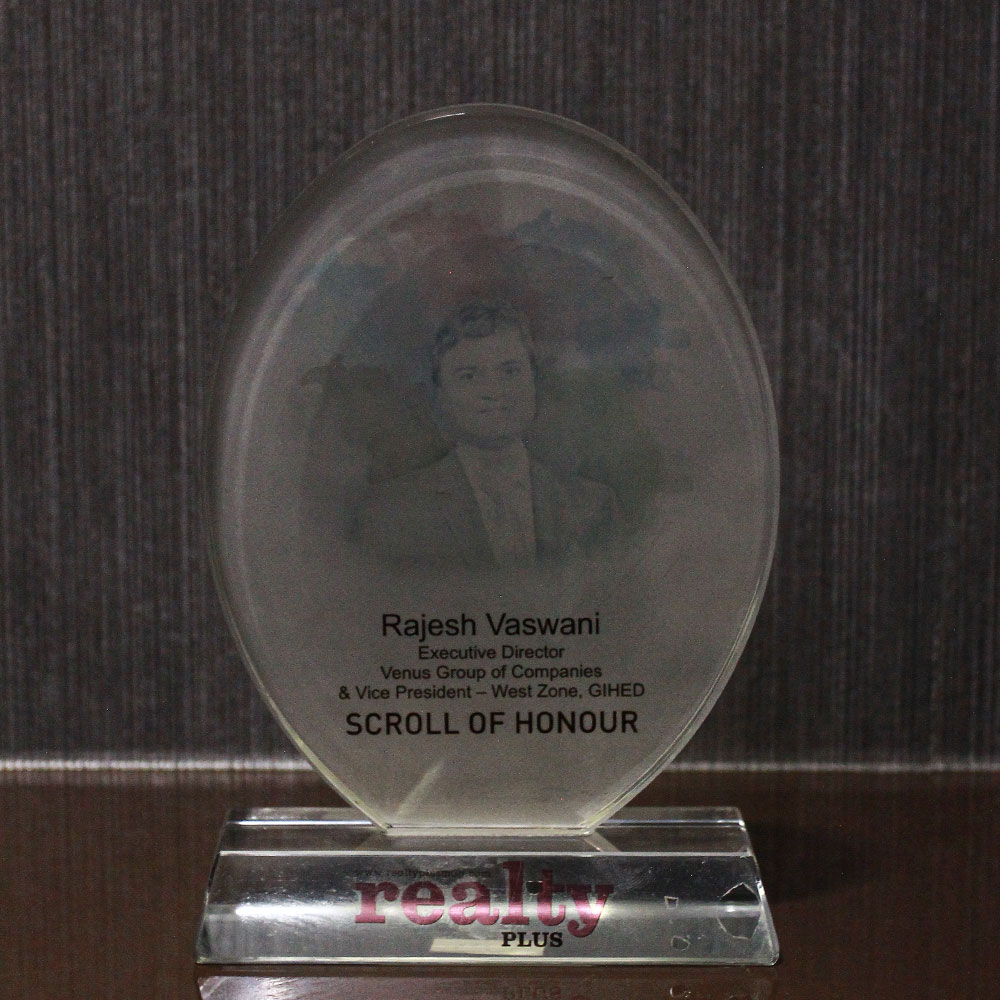 Rajesh Vaswani
Executive Director
Venus Group of Companies
& Vice President – West Zone, GIHED
SCROLL OF HONOUR
realty
PLUS